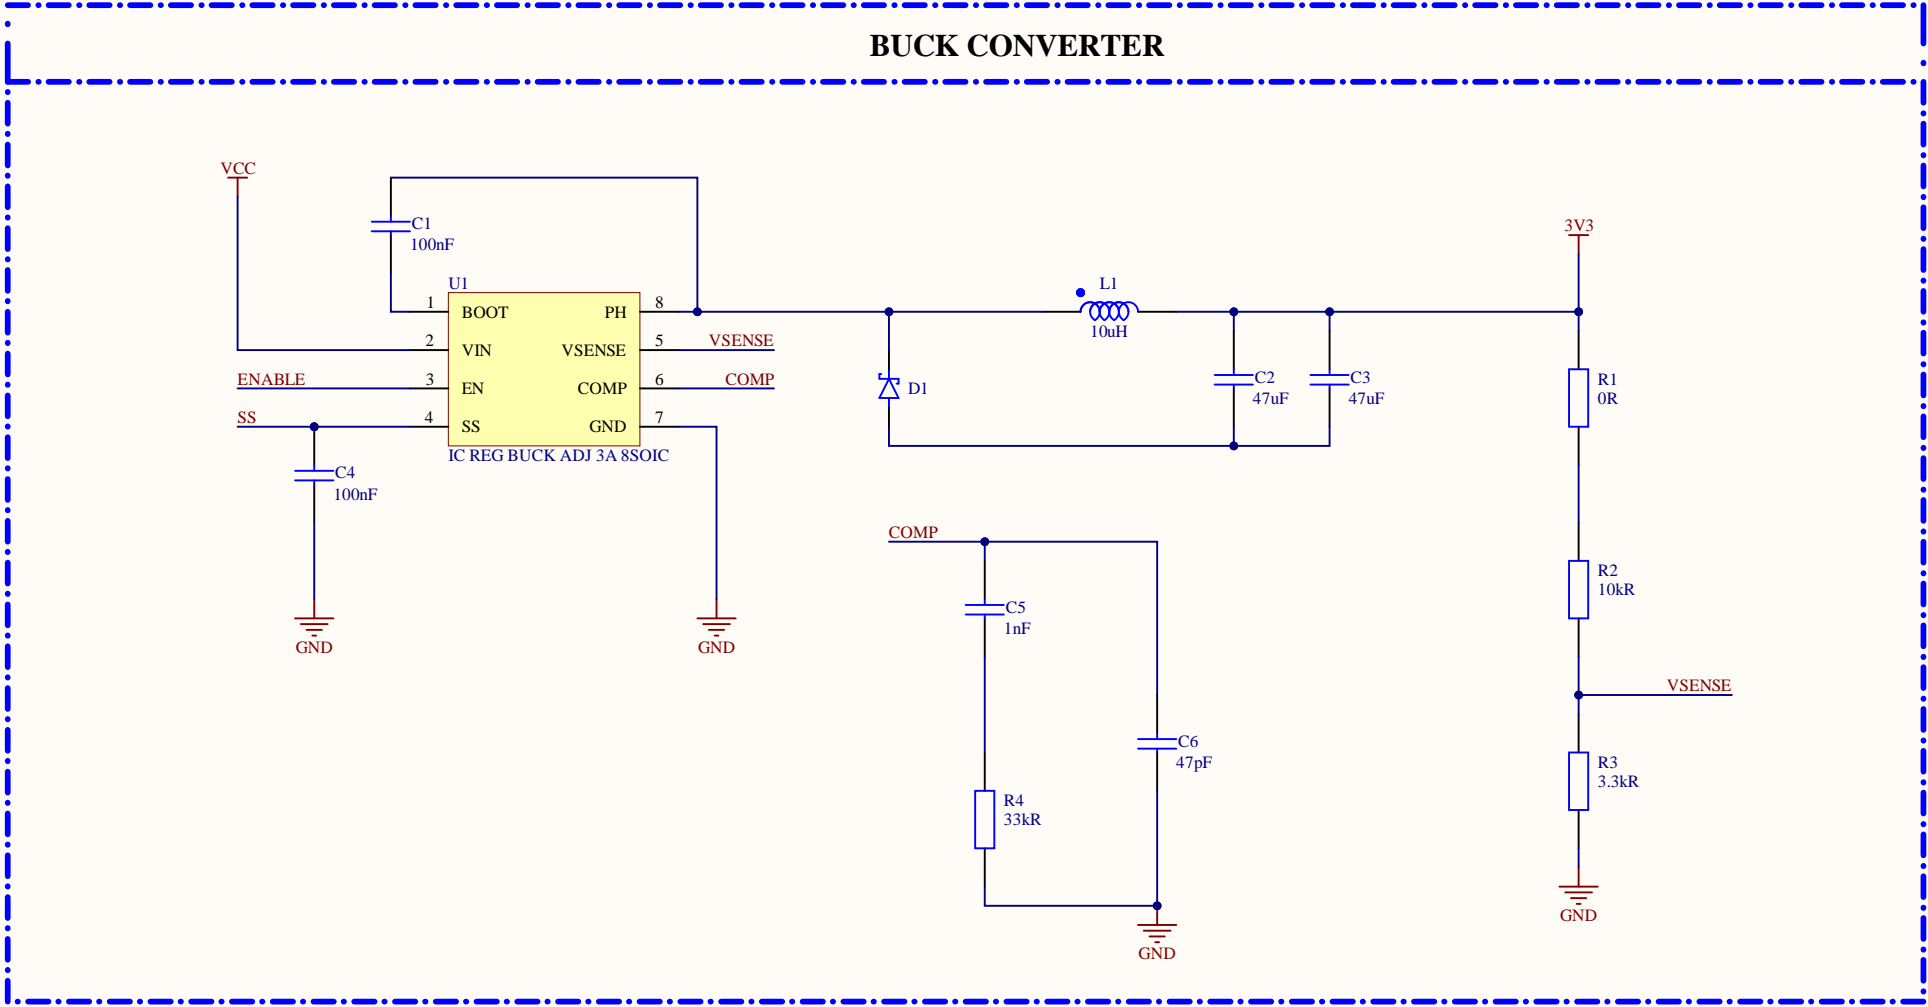 BUCK CONVERTER
VCC
C1
100nF
3V3
U1
L1
10uH
1 BOOT PH 8
2 VIN VSENSE 5 VSENSE
ENABLE 3 EN COMP 6 COMP
SS 4 SS GND 7
IC REG BUCK ADJ 3A 8SOIC
D1
C2
47uF
C3
47uF
R1
0R
C4
100nF
GND
GND
COMP
C5
1nF
R2
10kR
VSENSE
C6
47pF
R3
3.3kR
R4
33kR
GND
GND